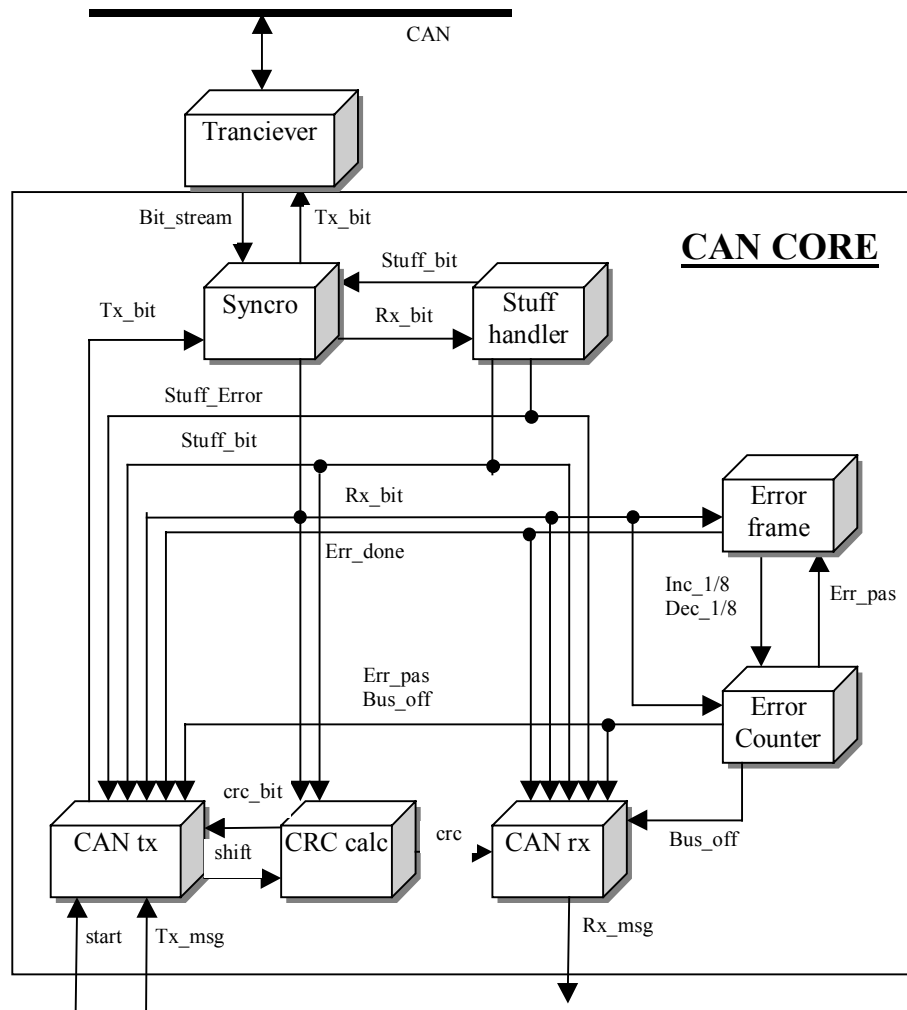 CAN
Tranciever
Bit_stream
Tx_bit
CAN CORE
Stuff_bit
Syncro
Stuff
handler
Tx_bit
Rx_bit
Stuff_Error
Stuff_bit
Rx_bit
Error
frame
Err_done
Inc_1/8
Dec_1/8
Err_pas
Err_pas
Bus_off
Error
Counter
crc_bit
CAN tx
shift
CRC calc
crc
CAN rx
Bus_off
start
Tx_msg
Rx_msg